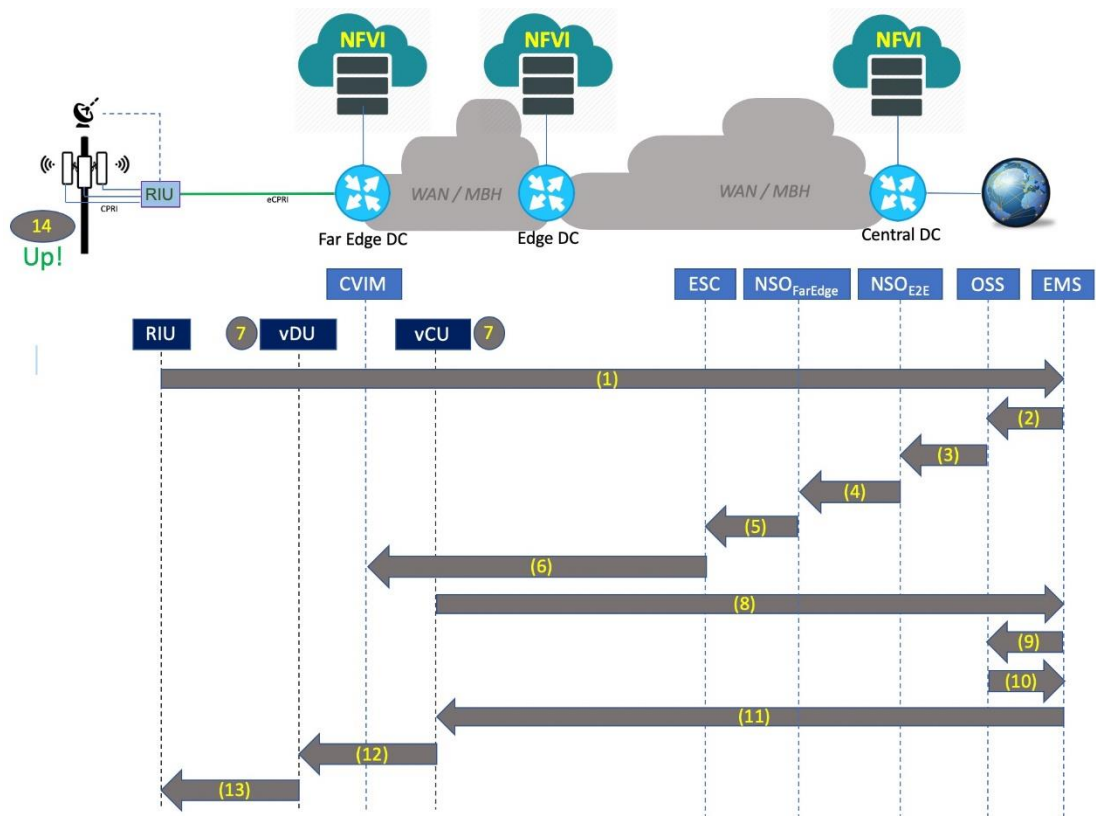 NFVI
NFVI
NFVI
RIU
CPRI
eCPRI
WAN / MBH
WAN / MBH
14
Up!
Far Edge DC
Edge DC
Central DC
CVIM
ESC
NSOFarEdge
NSOE2E
OSS
EMS
RIU
7
vDU
vCU
7
(1)
(2)
(3)
(4)
(5)
(6)
(8)
(9)
(10)
(11)
(12)
(13)